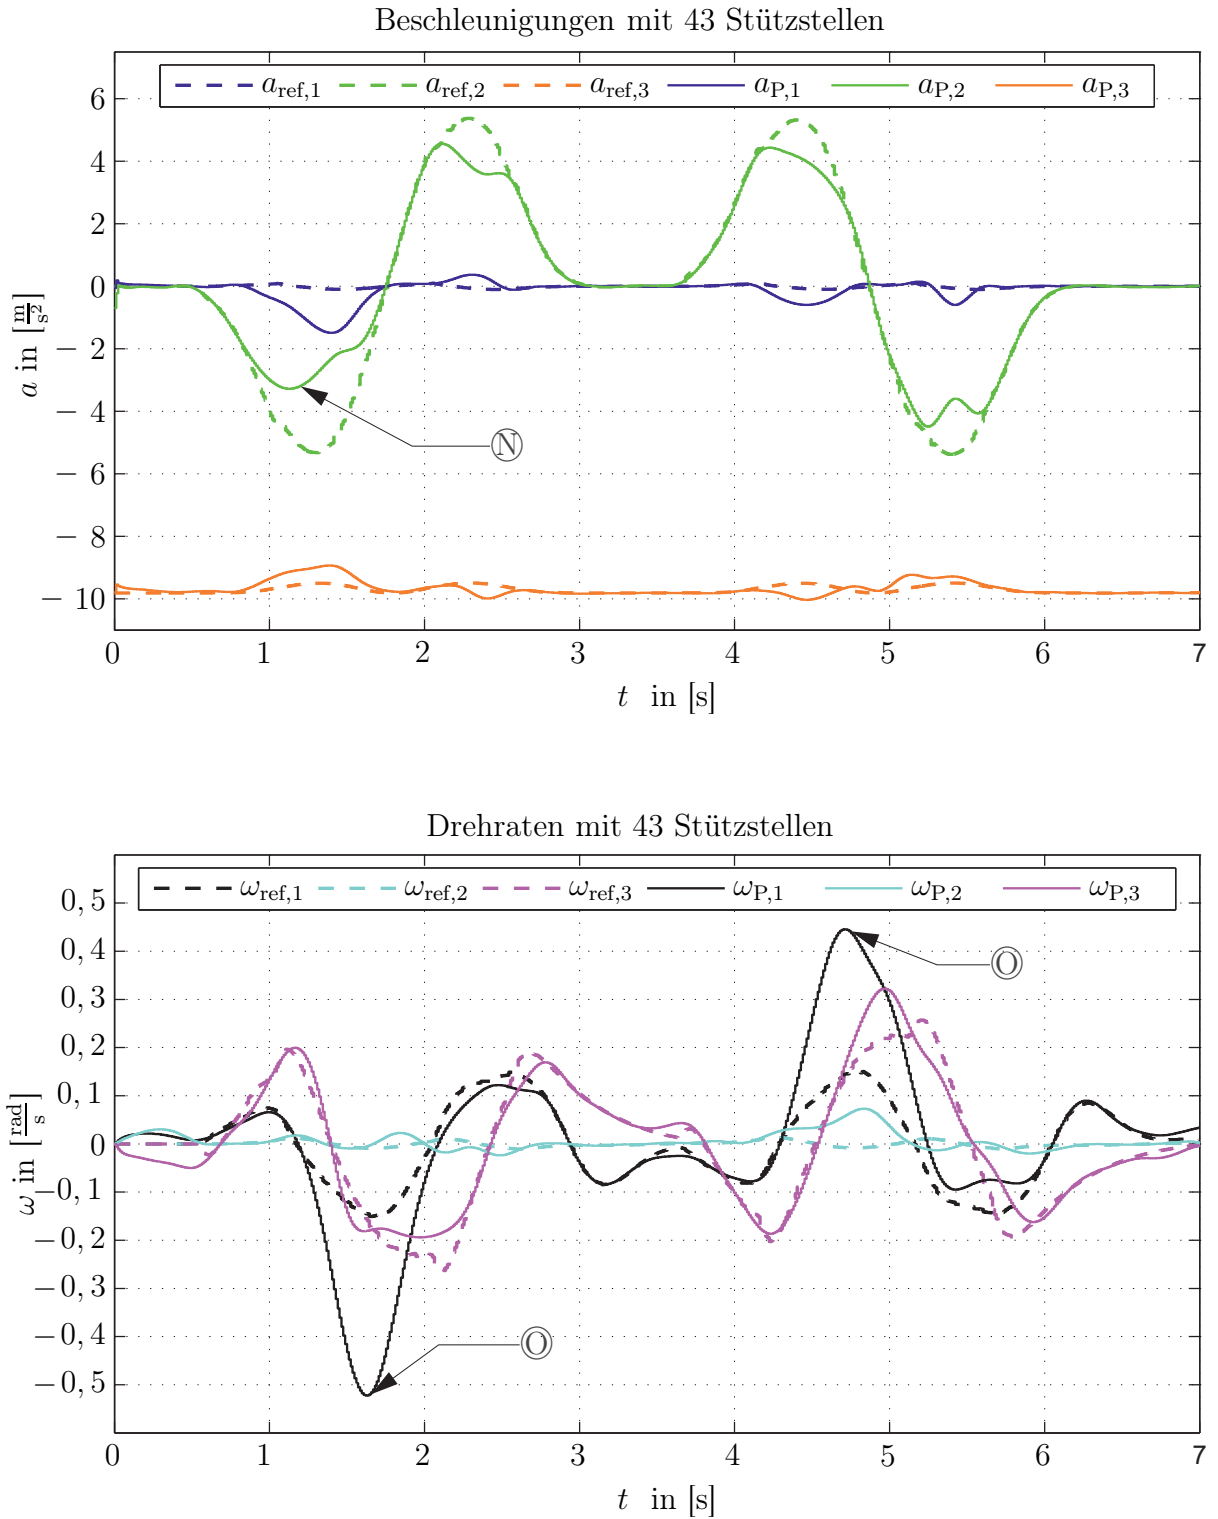 Beschleunigungen mit 43 Stützstellen
a_ref,1 a_ref,2 a_ref,3 a_P,1 a_P,2 a_P,3
6
4
2
0
− 2
− 4
− 6
− 8
− 10
a in [m/s²]
N
0 1 2 3 4 5 6 7
t in [s]
Drehraten mit 43 Stützstellen
ω_ref,1 ω_ref,2 ω_ref,3 ω_P,1 ω_P,2 ω_P,3
0,5
0,4
0,3
0,2
0,1
0
−0,1
−0,2
−0,3
−0,4
−0,5
ω in [rad/s]
O
O
0 1 2 3 4 5 6 7
t in [s]